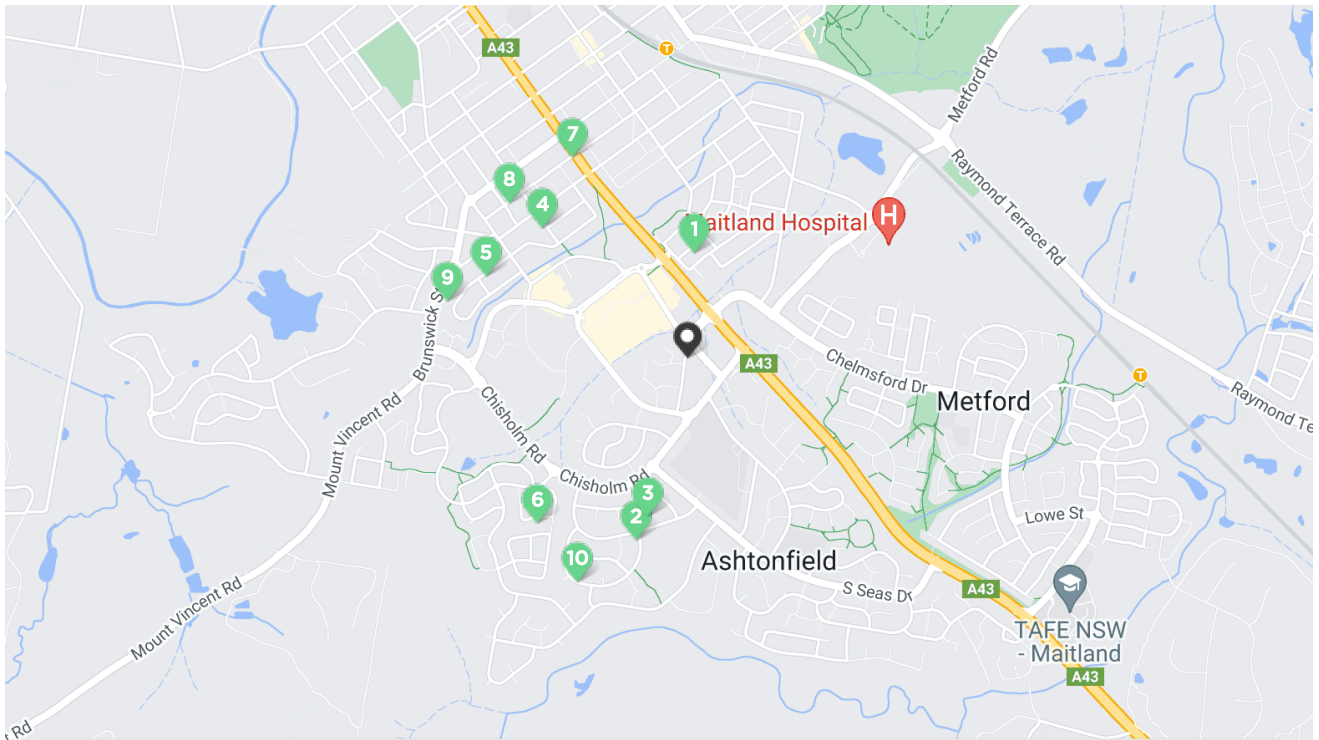 A43
T
Metford Rd
7
Raymond Terrace Rd
8
4
1
aitland Hospital
H
5
9
Brunswick S
A43
Chelmsford Dr
T
Metford
Raymond Te
Mount Vincent Rd
Chisholm Rd
Chisholm Rd
3
6
2
Lowe St
10
Ashtonfield
S Seas Dr
A43
Mount Vincent Rd
TAFE NSW
- Maitland
A43
Rd